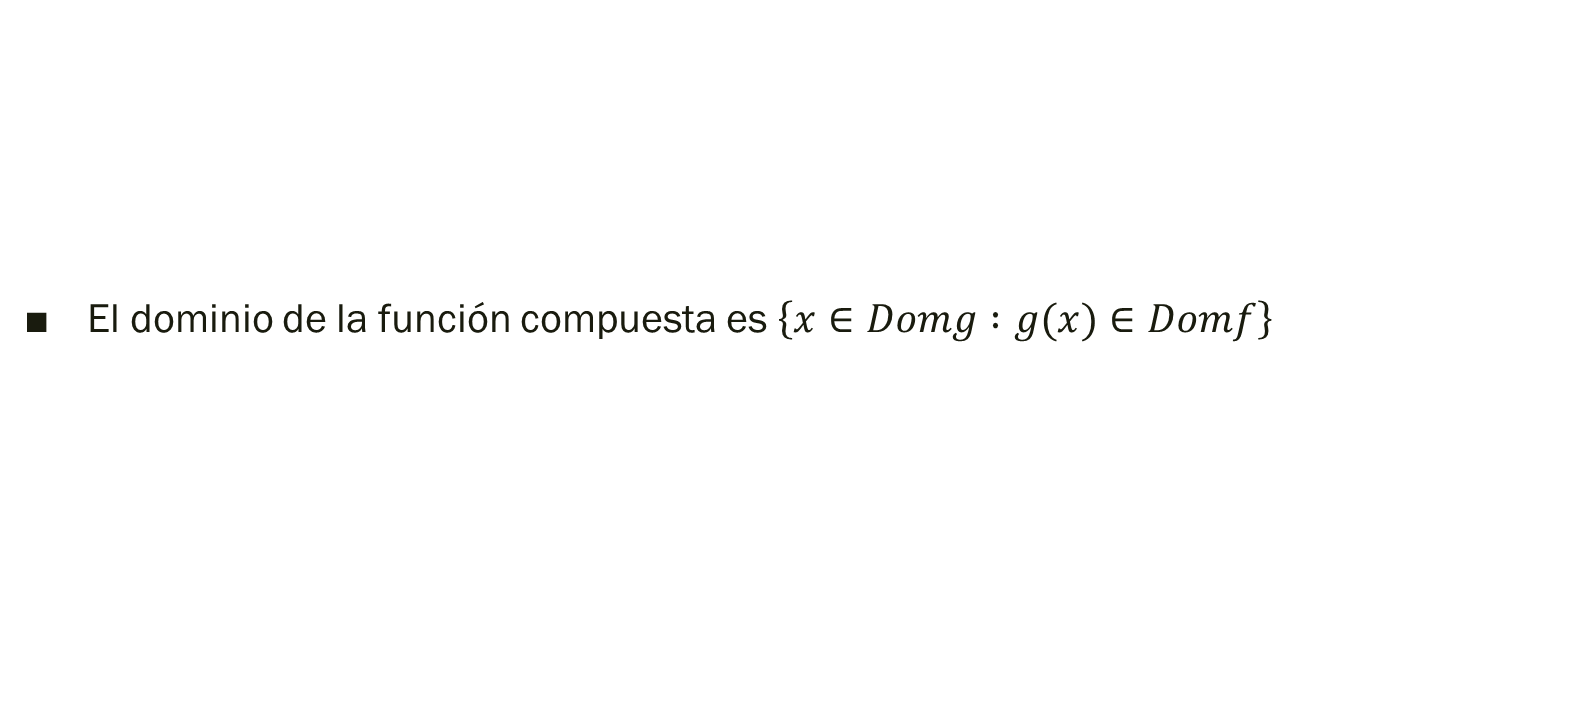 ▪ El dominio de la función compuesta es {x ∈ Domg : g(x) ∈ Domf}